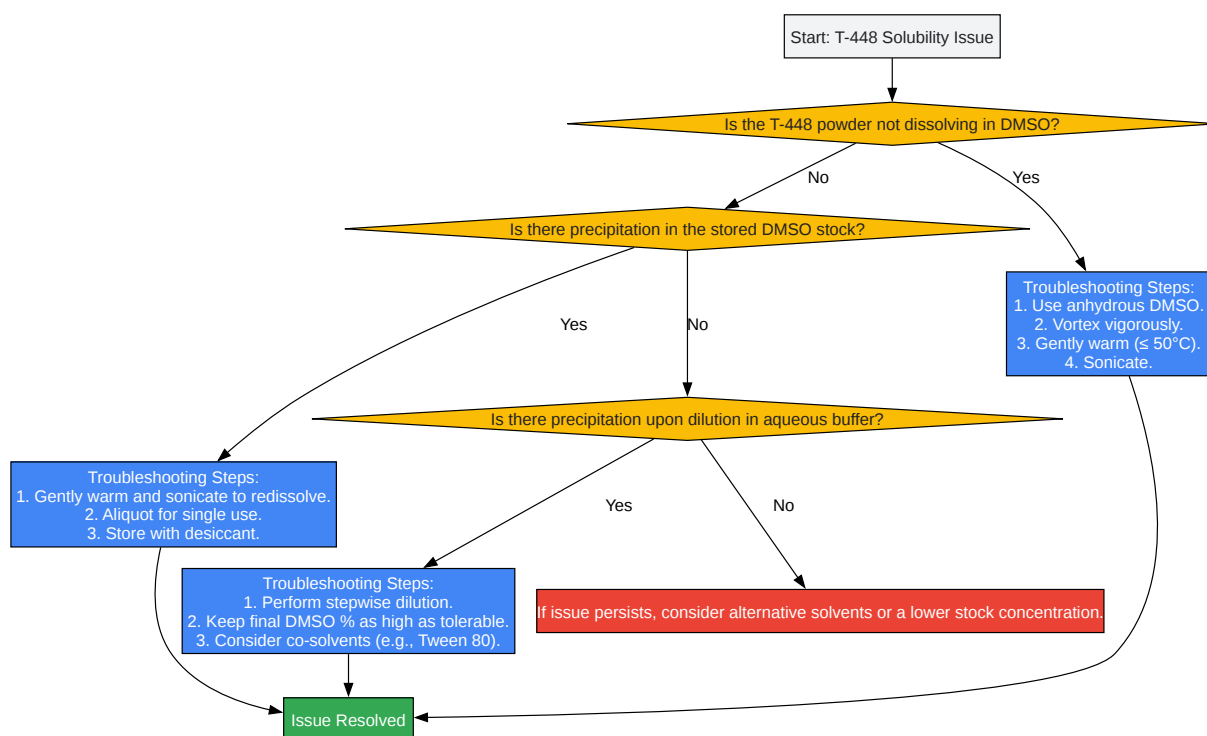 Start: T-448 Solubility Issue
Is the T-448 powder not dissolving in DMSO?
No
Yes
Is there precipitation in the stored DMSO stock?
Troubleshooting Steps:
1. Use anhydrous DMSO.
2. Vortex vigorously.
3. Gently warm (≤ 50°C).
4. Sonicate.
Yes
No
Is there precipitation upon dilution in aqueous buffer?
Troubleshooting Steps:
1. Gently warm and sonicate to redissolve.
2. Aliquot for single use.
3. Store with desiccant.
Yes
No
Troubleshooting Steps:
1. Perform stepwise dilution.
2. Keep final DMSO % as high as tolerable.
3. Consider co-solvents (e.g., Tween 80).
If issue persists, consider alternative solvents or a lower stock concentration.
Issue Resolved